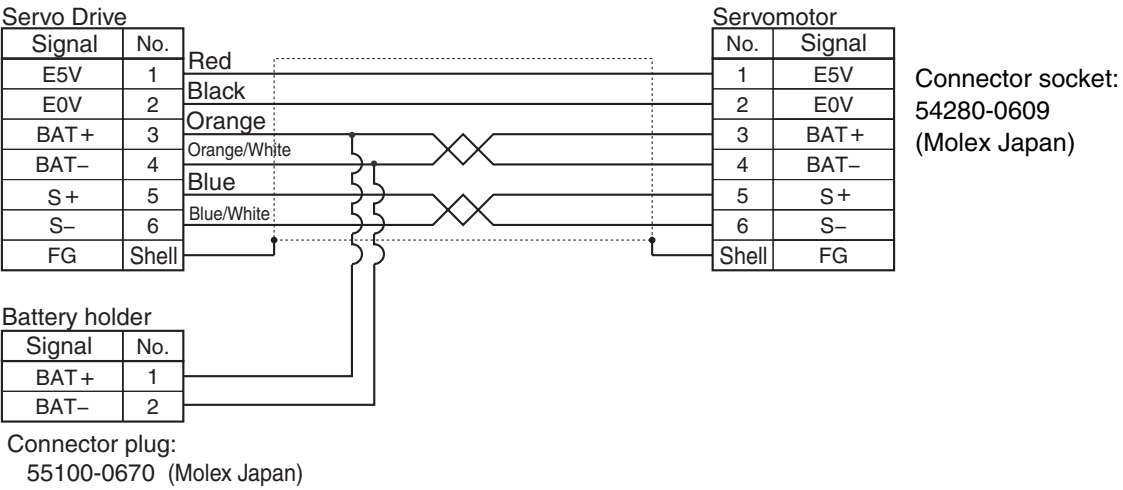 Servo Drive
Servomotor
Signal No.
No. Signal
E5V 1 Red 1 E5V
E0V 2 Black 2 E0V
BAT+ 3 Orange 3 BAT+
BAT− 4 Orange/White 4 BAT−
S+ 5 Blue 5 S+
S− 6 Blue/White 6 S−
FG Shell Shell FG
Connector socket:
54280-0609
(Molex Japan)
Battery holder
Signal No.
BAT+ 1
BAT− 2
Connector plug:
55100-0670 (Molex Japan)